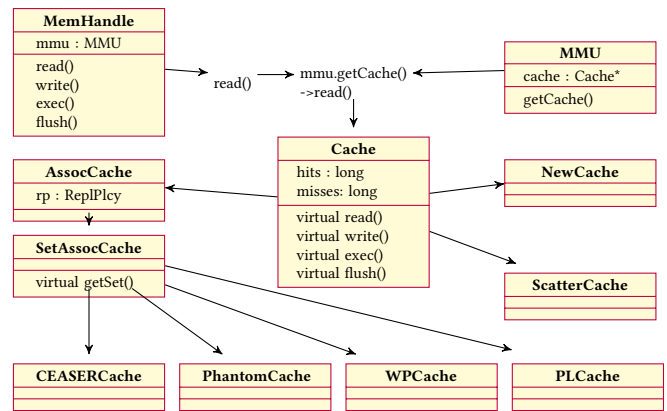 MemHandle
mmu : MMU
read()
write()
exec()
flush()
read()
mmu.getCache()
->read()
MMU
cache : Cache*
getCache()
Cache
hits : long
misses: long
virtual read()
virtual write()
virtual exec()
virtual flush()
AssocCache
rp : ReplPlcy
NewCache
SetAssocCache
virtual getSet()
ScatterCache
CEASERCache
PhantomCache
WPCache
PLCache